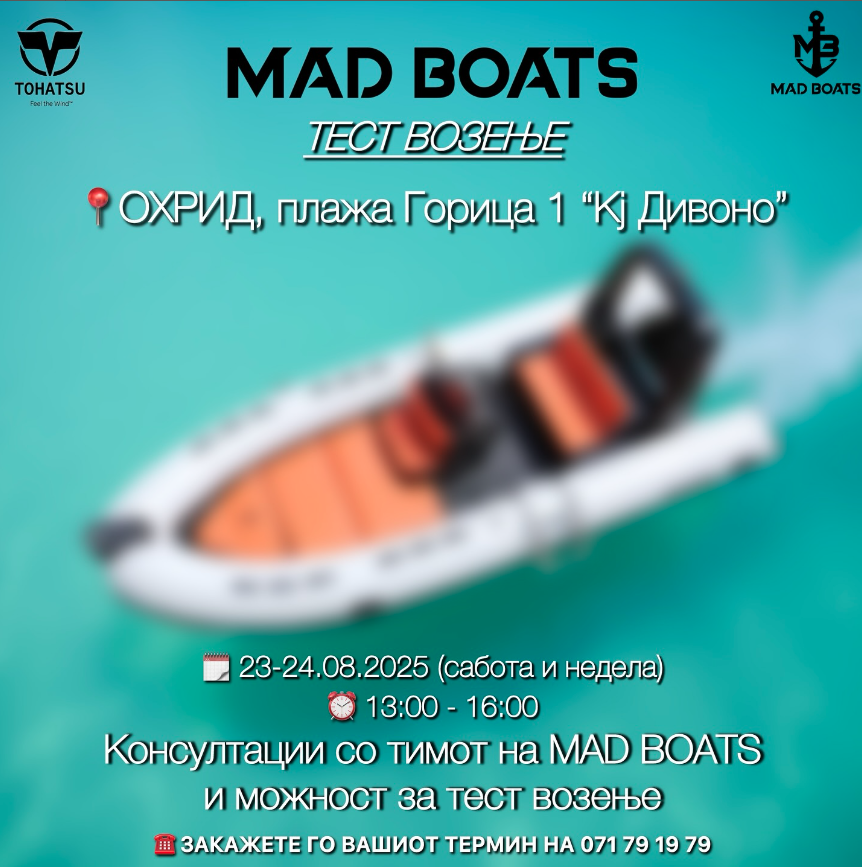 TOHATSU
Feel the Wind™
MAD BOATS
MB
MAD BOATS
ТЕСТ ВОЗЕЊЕ
📍ОХРИД, плажа Горица 1 “Кј Дивоно”
🗓 23-24.08.2025 (сабота и недела)
⏰ 13:00 - 16:00
Консултации со тимот на MAD BOATS
и можност за тест возење
☎️ЗАКАЖЕТЕ ГО ВАШИОТ ТЕРМИН НА 071 79 19 79